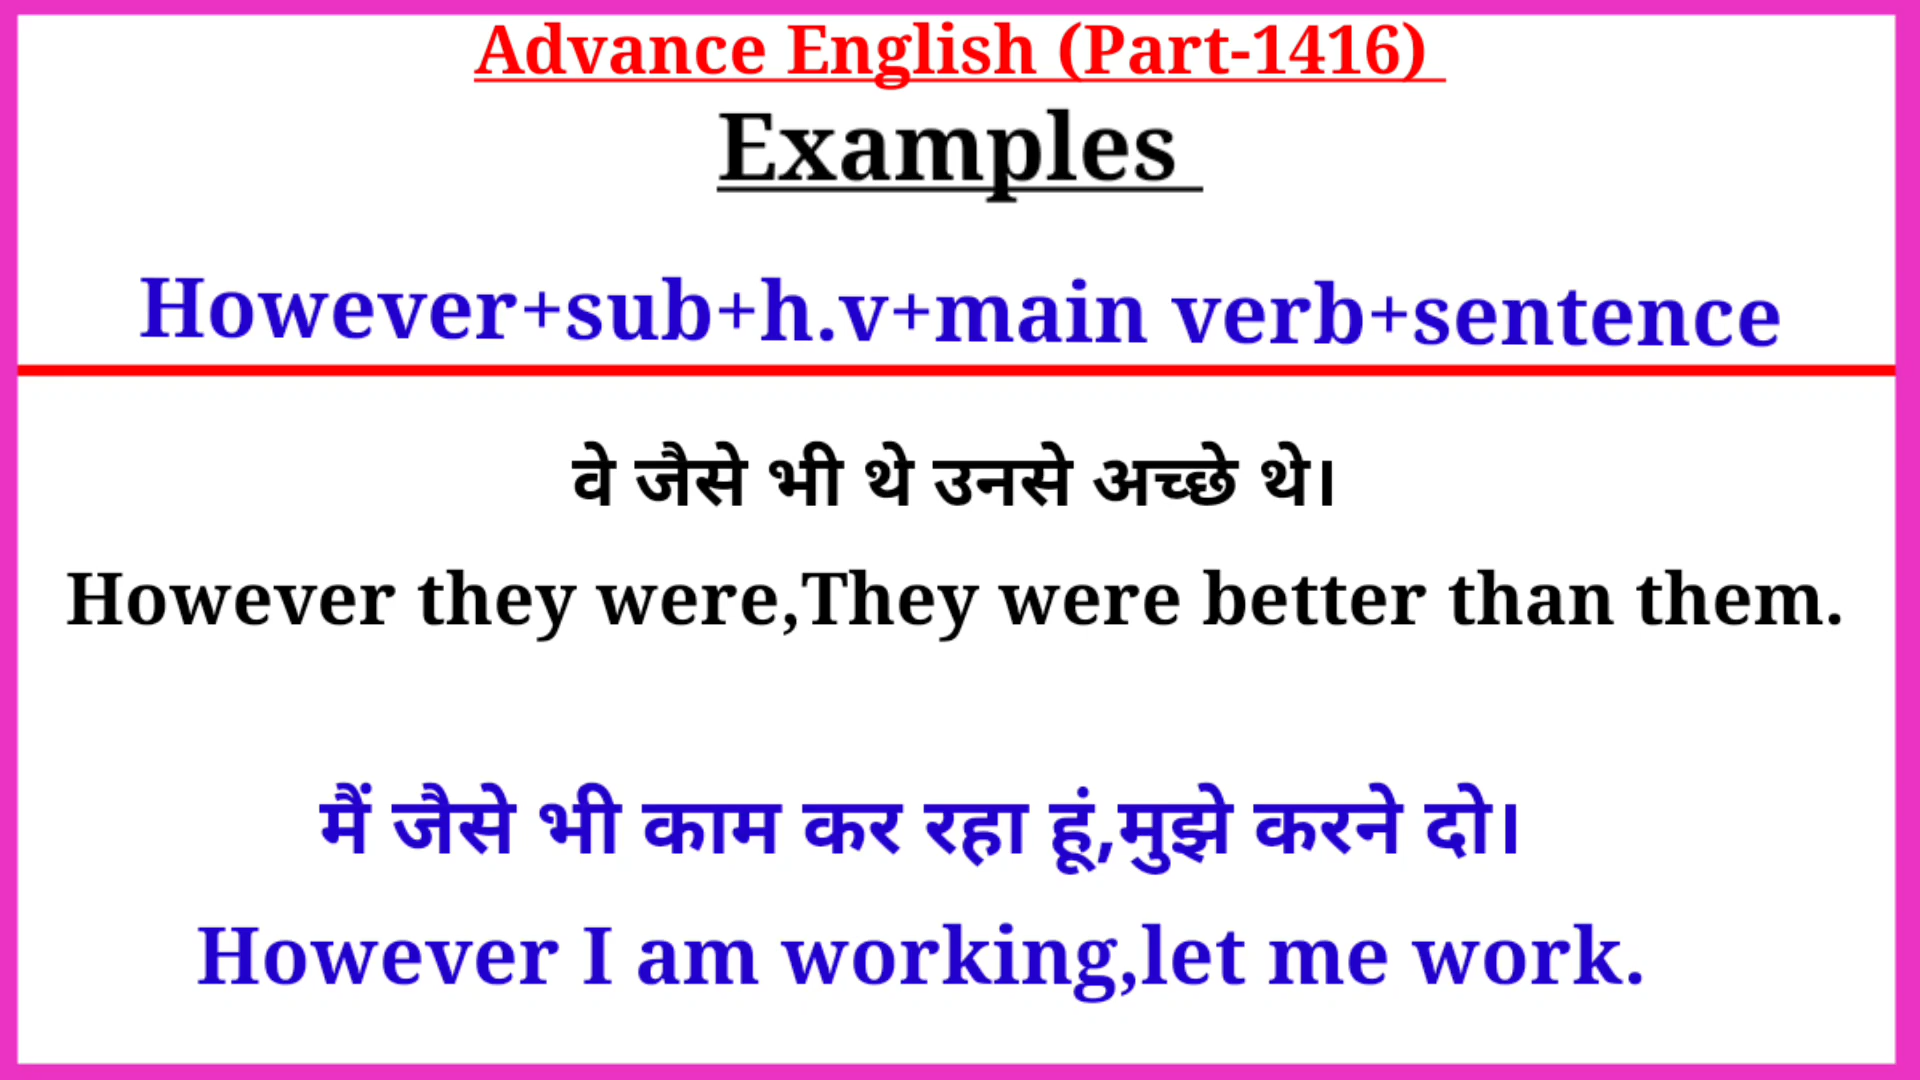 Advance English (Part-1416)
Examples
However+sub+h.v+main verb+sentence
वे जैसे भी थे उनसे अच्छे थे।
However they were,They were better than them.
मैं जैसे भी काम कर रहा हूं,मुझे करने दो।
However I am working,let me work.